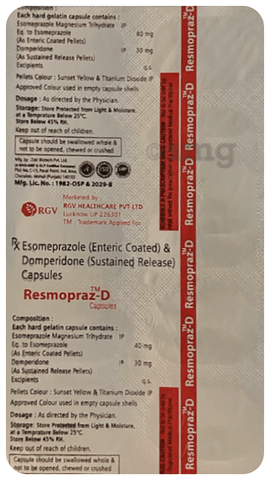 Composition :
Each hard gelatin capsule contains :
Esomeprazole Magnesium Trihydrate IP
Eq. to Esomeprazole 40 mg
(As Enteric Coated Pellets)
Domperidone IP 30 mg
(As Sustained Release Pellets)
Excipients q.s.
Pellets Colour : Sunset Yellow & Titanium Dioxide IP
Approved Colour used in empty capsule shells
Dosage : As directed by the Physician.
Storage: Store Protected from Light & Moisture,
at a Temperature Below 25°C.
Store Below 45% RH.
Keep out of reach of children.
Capsule should be swallowed whole &
not to be opened, chewed or crushed
Mfg. Lic. No. : 1982-OSP & 2029-B
Marketed by
RGV HEALTHCARE PVT LTD
Lucknow UP 226301
TM : Trademark Applied For
RGV
Rx Esomeprazole (Enteric Coated) &
Domperidone (Sustained Release)
Capsules
Resmopraz-D™
Capsules
Composition :
Each hard gelatin capsule contains :
Esomeprazole Magnesium Trihydrate IP
Eq. to Esomeprazole 40 mg
(As Enteric Coated Pellets)
Domperidone IP 30 mg
(As Sustained Release Pellets)
Excipients q.s.
Pellets Colour : Sunset Yellow & Titanium Dioxide IP
Approved Colour used in empty capsule shells
Dosage : As directed by the Physician.
Storage: Store Protected from Light & Moisture,
at a Temperature Below 25°C.
Store Below 45% RH.
Keep out of reach of children.
Capsule should be swallowed whole &
not to be opened, chewed or crushed
Resmopraz-D™
Resmopraz-D™
Resmopraz-D™
Resmopraz-D™
Resmopraz-D™